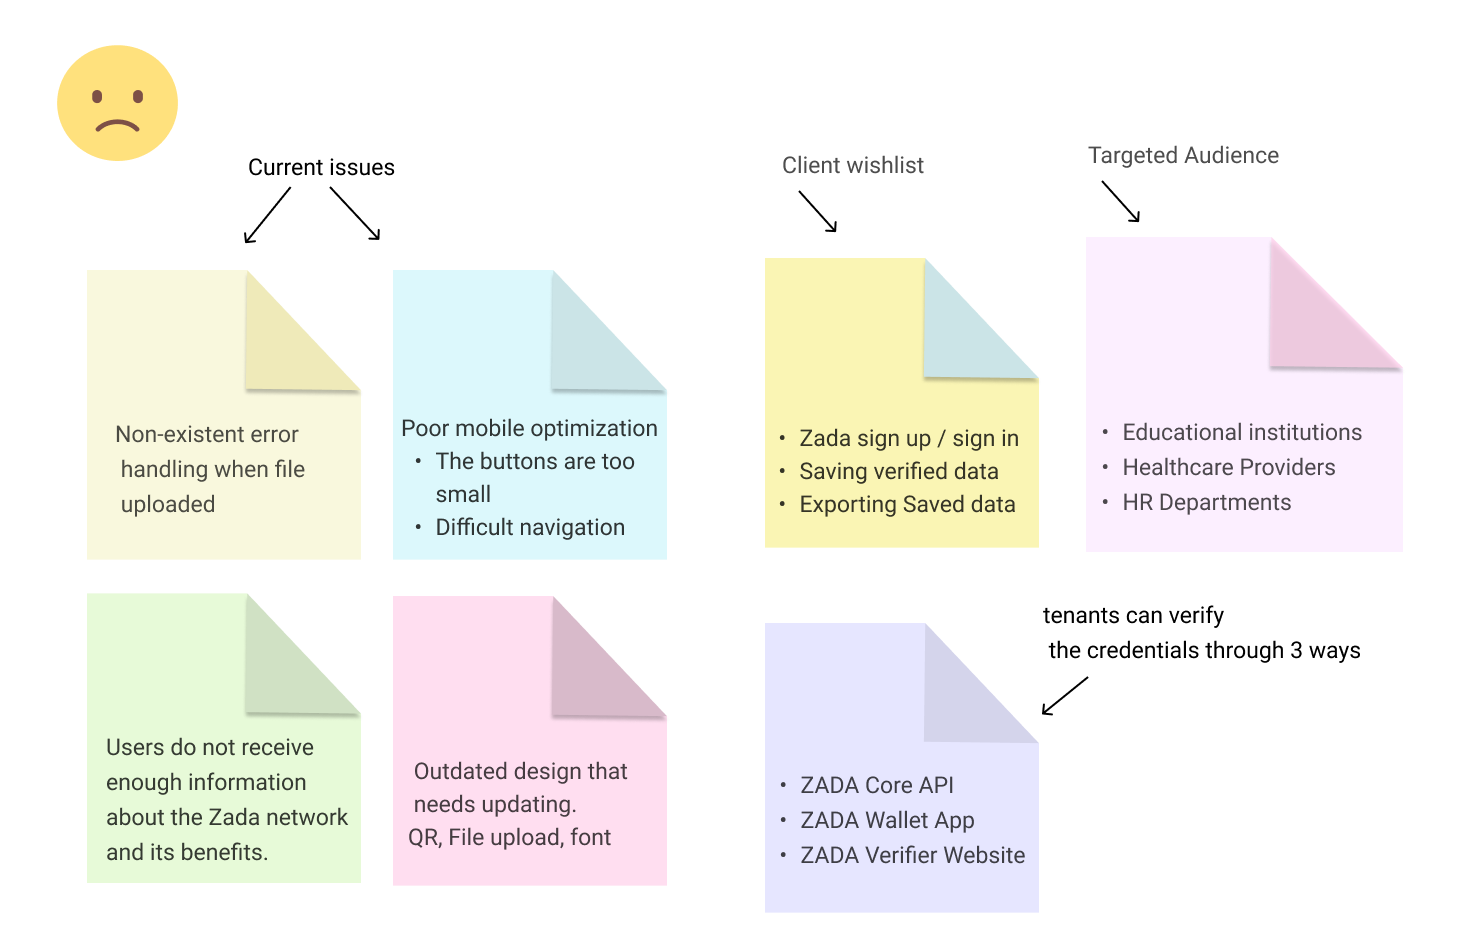 Current issues
Non-existent error
handling when file
uploaded
Poor mobile optimization
• The buttons are too
small
• Difficult navigation
Users do not receive
enough information
about the Zada network
and its benefits.
Outdated design that
needs updating.
QR, File upload, font
Client wishlist
• Zada sign up / sign in
• Saving verified data
• Exporting Saved data
Targeted Audience
• Educational institutions
• Healthcare Providers
• HR Departments
tenants can verify
the credentials through 3 ways
• ZADA Core API
• ZADA Wallet App
• ZADA Verifier Website